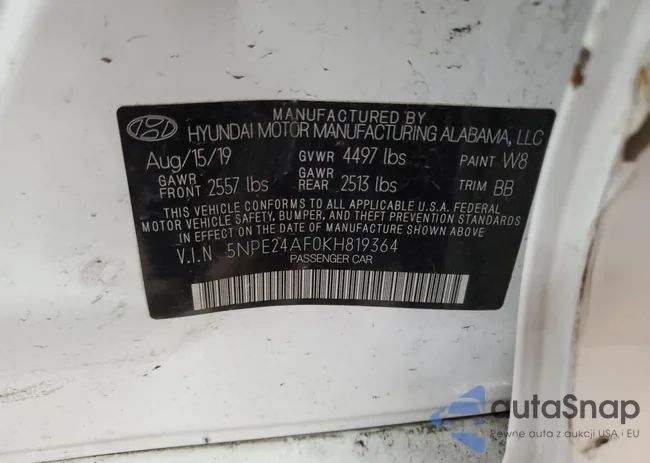 MANUFACTURED BY
HYUNDAI MOTOR MANUFACTURING ALABAMA, LLC
Aug/15/19 GVWR 4497 lbs PAINT W8
GAWR FRONT 2557 lbs GAWR REAR 2513 lbs TRIM BB
THIS VEHICLE CONFORMS TO ALL APPLICABLE U.S.A. FEDERAL
MOTOR VEHICLE SAFETY, BUMPER, AND THEFT PREVENTION STANDARDS
IN EFFECT ON THE DATE OF MANUFACTURE SHOWN ABOVE.
V.I.N 5NPE24AF0KH819364
PASSENGER CAR
autoSnap
Pewne auta z aukcji USA i EU